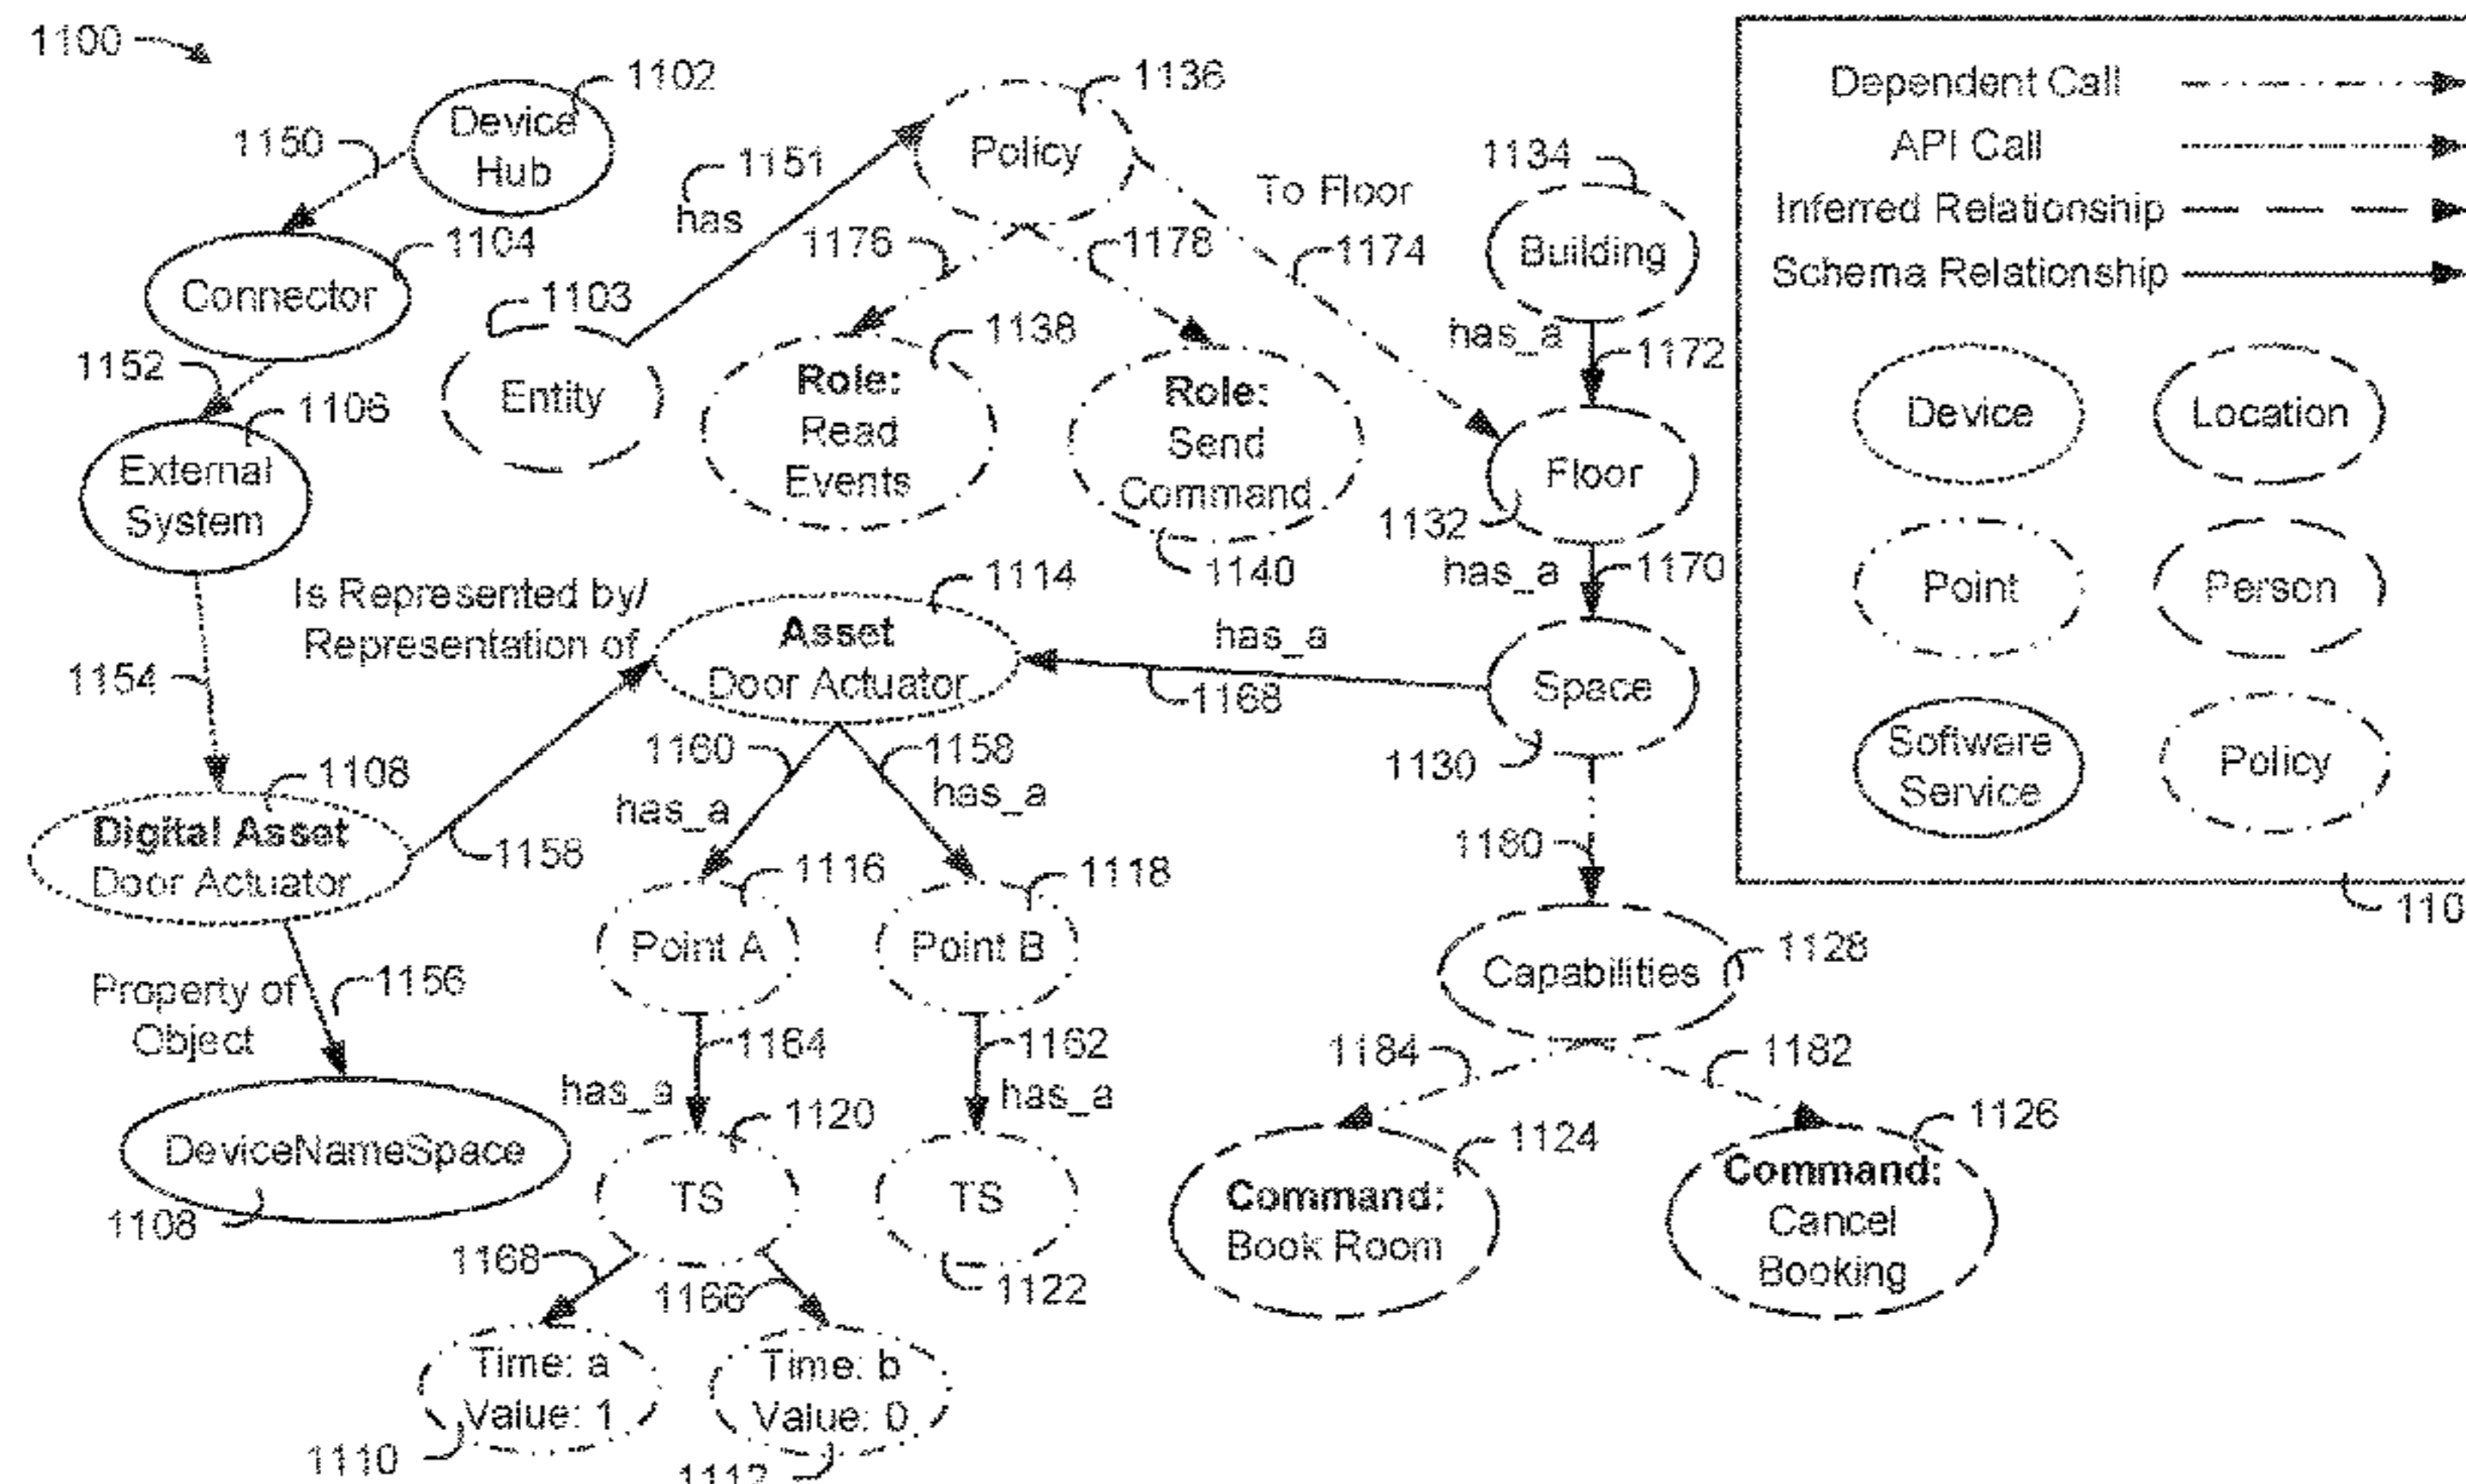 1100
1102
Device
Hub
1150
1136
Policy
1151
has
1104
Connector
1176
1178
To Floor
1174
1134
Building
has_a
1172
1103
Entity
1152
1106
External
System
1138
Role:
Read
Events
Role:
Send
Command
1140
Floor
1132
has_a
1170
Is Represented by/
Representation of
1114
Asset
Door Actuator
has_a
1168
Space
1130
1154
1108
Digital Asset
Door Actuator
1158
1160
has_a
1158
has_a
1180
1116
Point A
1118
Point B
1128
Capabilities
Property of
Object
1156
1164
has_a
1162
has_a
1184
1182
DeviceNameSpace
1108
1120
TS
TS
1122
1124
Command:
Book Room
1126
Command:
Cancel
Booking
1168
1166
Time: a
Value: 1
1110
Time: b
Value: 0
Dependent Call
API Call
Inferred Relationship
Schema Relationship
Device
Location
Point
Person
Software
Service
Policy
110